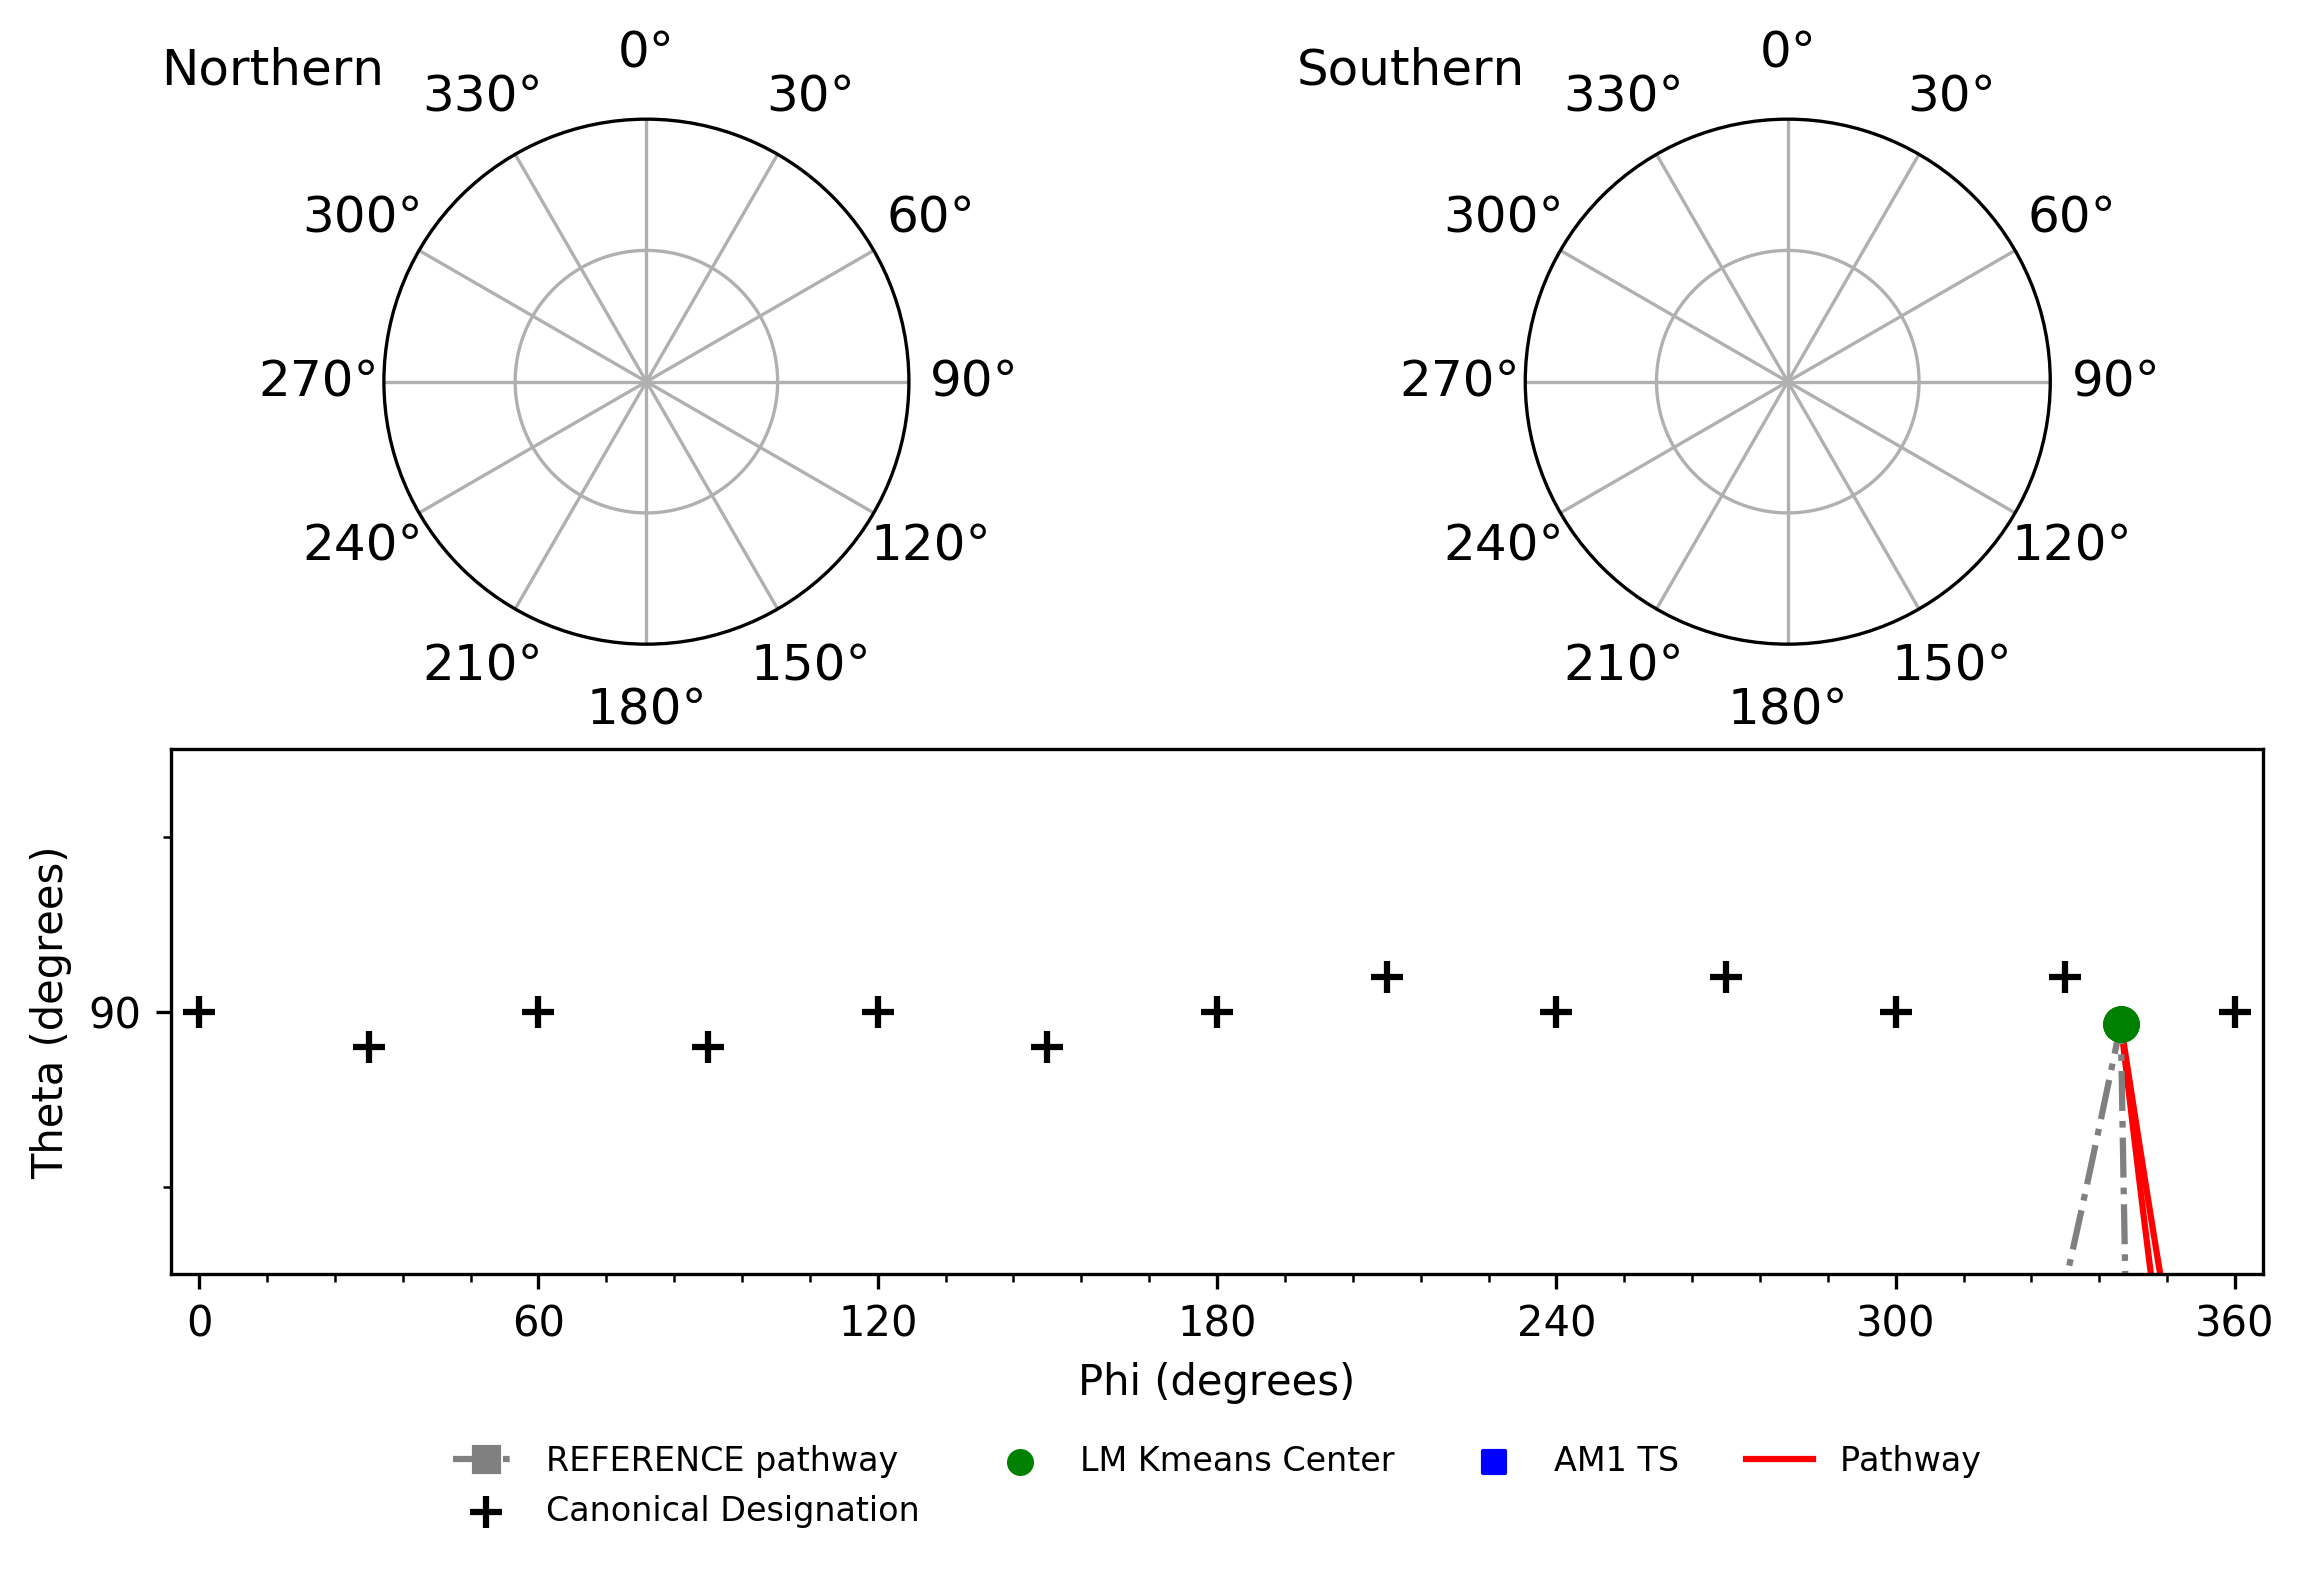 Northern
0°
30°
60°
90°
120°
150°
180°
210°
240°
270°
300°
330°
Southern
0°
30°
60°
90°
120°
150°
180°
210°
240°
270°
300°
330°
Theta (degrees)
90
0 60 120 180 240 300 360
Phi (degrees)
REFERENCE pathway
Canonical Designation
LM Kmeans Center
AM1 TS
Pathway